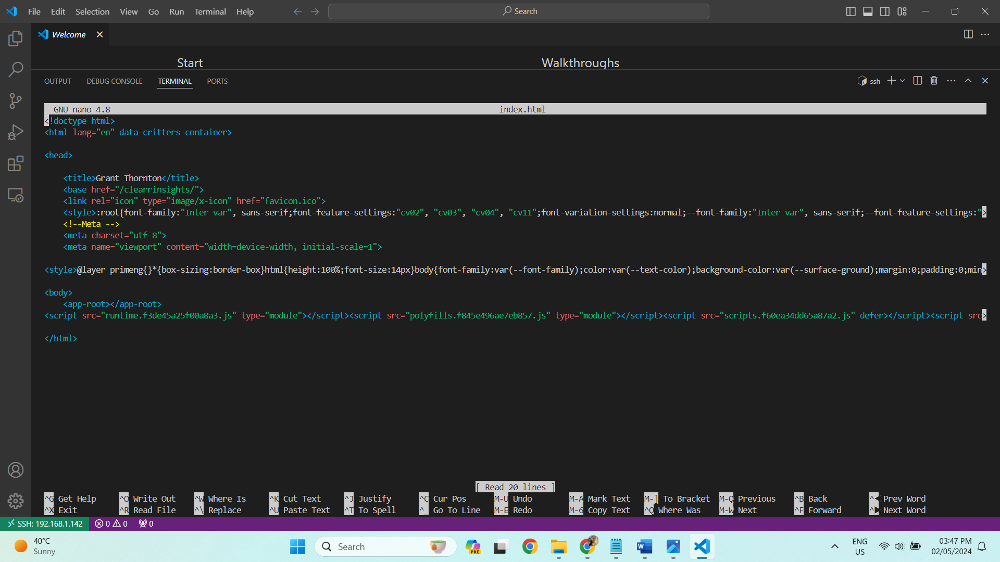 File Edit Selection View Go Run Terminal Help
Search
Welcome
Start Walkthroughs
OUTPUT DEBUG CONSOLE TERMINAL PORTS
ssh
GNU nano 4.8 index.html
<!doctype html>
<html lang="en" data-critters-container>
<head>
<title>Grant Thornton</title>
<base href="/clearrinsights/">
<link rel="icon" type="image/x-icon" href="favicon.ico">
<style>:root{font-family:"Inter var", sans-serif;font-feature-settings:"cv02", "cv03", "cv04", "cv11";font-variation-settings:normal;--font-family:"Inter var", sans-serif;--font-feature-settings:">
<!--Meta -->
<meta charset="utf-8">
<meta name="viewport" content="width=device-width, initial-scale=1">
<style>@layer primeng{}*{box-sizing:border-box}html{height:100%;font-size:14px}body{font-family:var(--font-family);color:var(--text-color);background-color:var(--surface-ground);margin:0;padding:0;min>
<body>
<app-root></app-root>
<script src="runtime.f3de45a25f00a8a3.js" type="module"></script><script src="polyfills.f845e496ae7eb857.js" type="module"></script><script src="scripts.f60ea34dd65a87a2.js" defer></script><script src>
</html>
[ Read 20 lines ]
^G Get Help ^O Write Out ^W Where Is ^K Cut Text ^J Justify ^C Cur Pos M-U Undo M-A Mark Text M-] To Bracket M-Q Previous ^B Back ^◀ Prev Word
^X Exit ^R Read File ^\ Replace ^U Paste Text ^T To Spell ^_ Go To Line M-E Redo M-6 Copy Text ^Q Where Was M-W Next ^F Forward ^▶ Next Word
SSH: 192.168.1.142 0 0 0
40°C
Sunny
Search
PRE
ENG
US
03:47 PM
02/05/2024